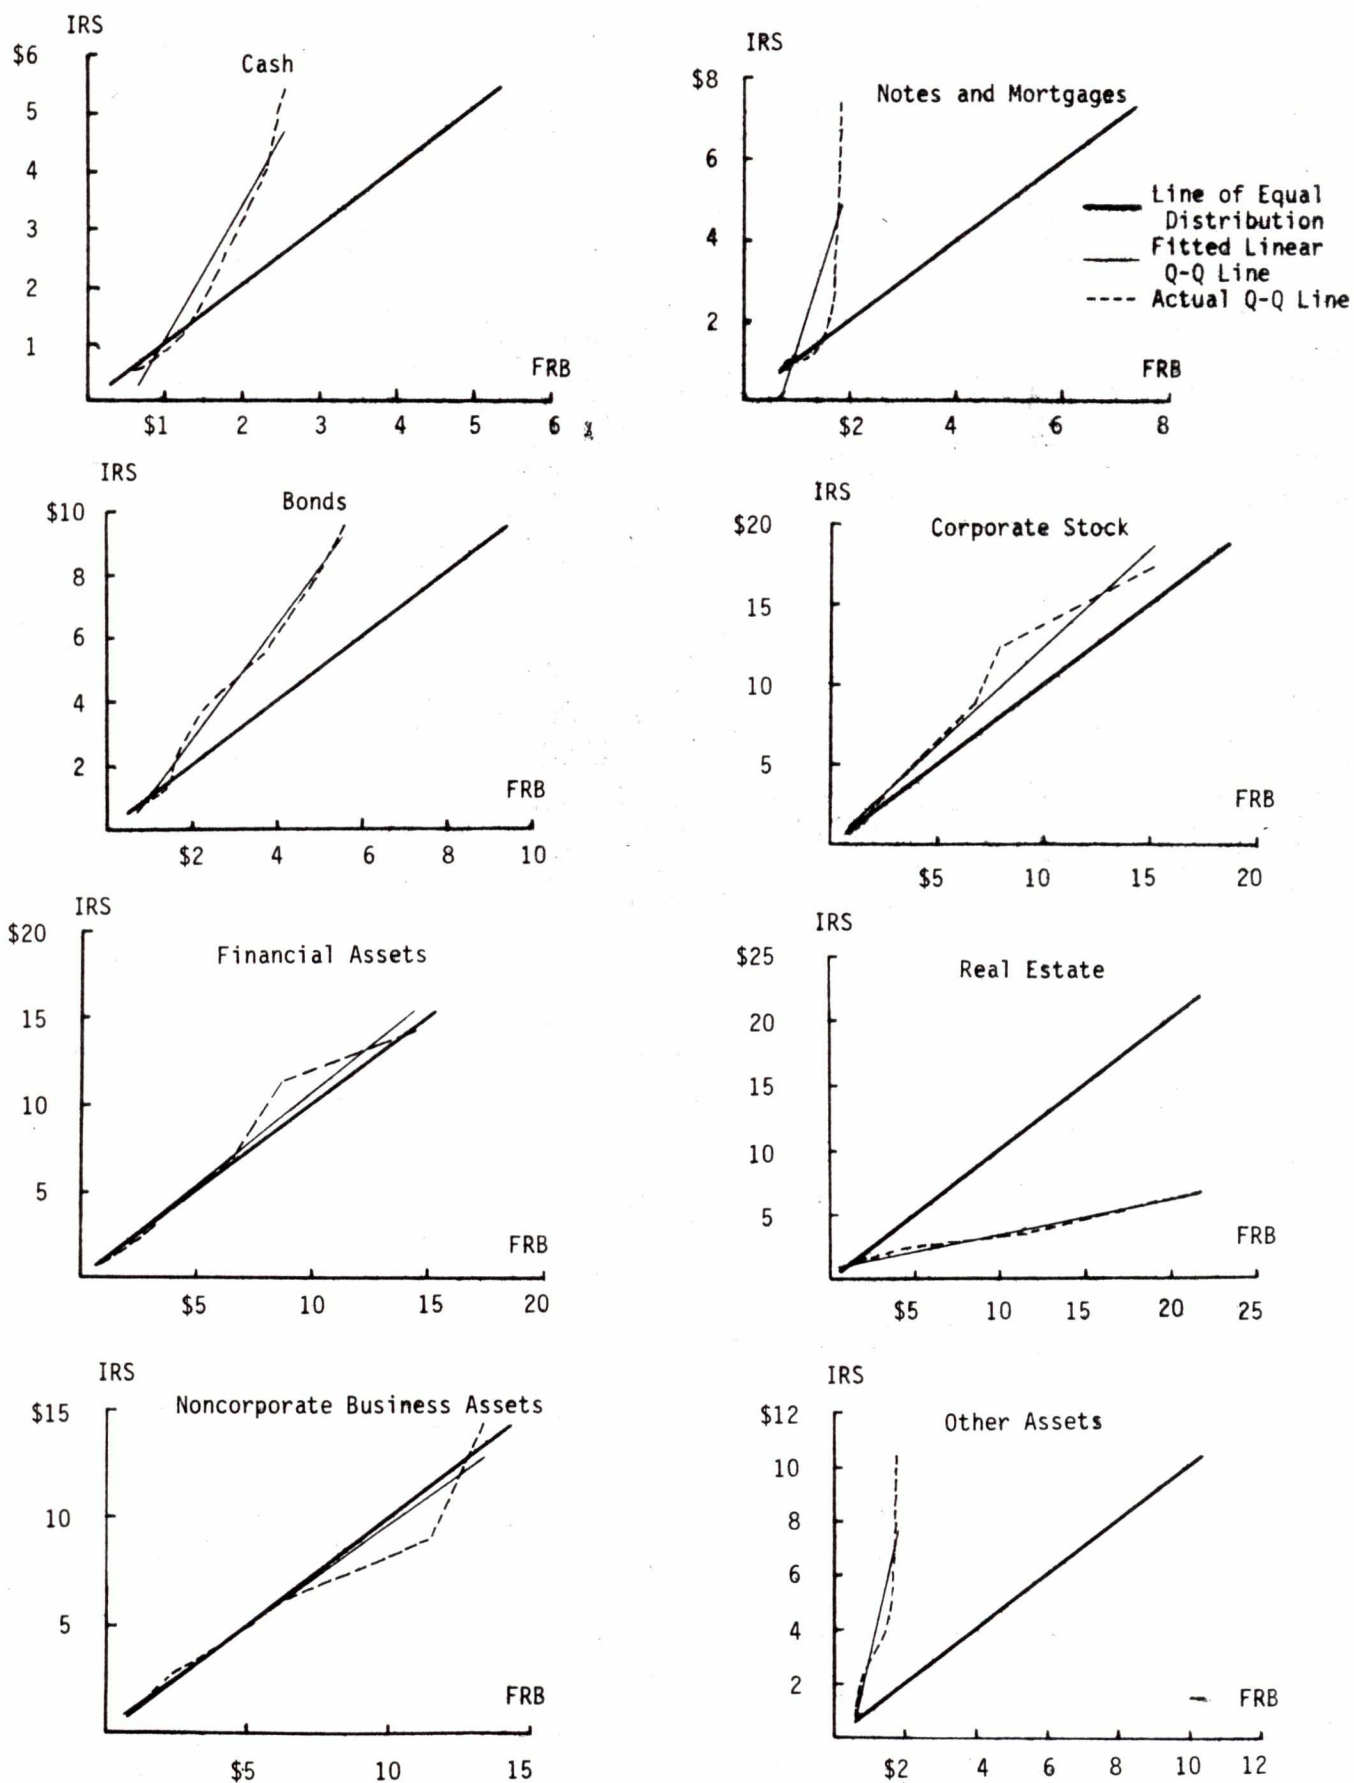 IRS
$6
Cash
5
4
3
2
1
FRB
$1 2 3 4 5 6
IRS
$8
Notes and Mortgages
6
4
2
Line of Equal
Distribution
Fitted Linear
Q-Q Line
Actual Q-Q Line
FRB
$2 4 6 8
IRS
$10
Bonds
8
6
4
2
FRB
$2 4 6 8 10
IRS
$20
Corporate Stock
15
10
5
FRB
$5 10 15 20
IRS
$20
Financial Assets
15
10
5
FRB
$5 10 15 20
IRS
$25
Real Estate
20
15
10
5
FRB
$5 10 15 20 25
IRS
$15
Noncorporate Business Assets
10
5
FRB
$5 10 15
IRS
$12
Other Assets
10
8
6
4
2
FRB
$2 4 6 8 10 12